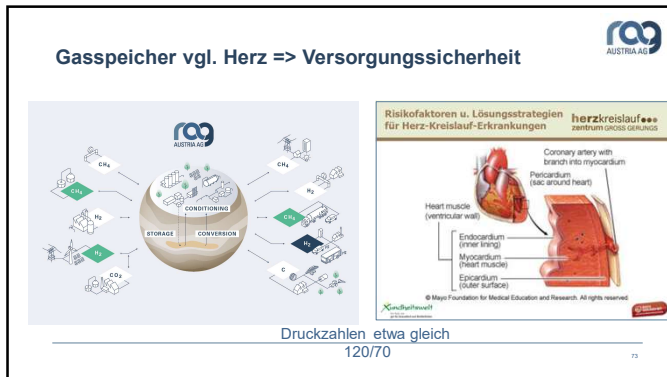 rag
AUSTRIA AG
Gasspeicher vgl. Herz => Versorgungssicherheit
rag
AUSTRIA AG
CH₄
CH₄
H₂
H₂
CO₂
CONDITIONING
STORAGE
CONVERSION
CH₄
H₂
CH₄
H₂
C
Risikofaktoren u. Lösungsstrategien
für Herz-Kreislauf-Erkrankungen
herzkreislauf
zentrum GROSS GERUNGS
Coronary artery with
branch into myocardium
Pericardium
(sac around heart)
Heart muscle
(ventricular wall)
Endocardium
(inner lining)
Myocardium
(heart muscle)
Epicardium
(outer surface)
© Mayo Foundation for Medical Education and Research. All rights reserved
Xundheitswelt
Druckzahlen etwa gleich
120/70
73